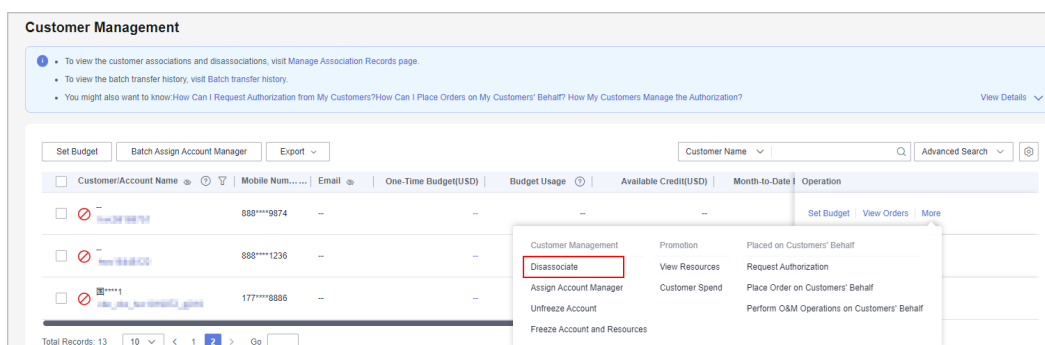 Customer Management
• To view the customer associations and disassociations, visit Manage Association Records page.
• To view the batch transfer history, visit Batch transfer history.
• You might also want to know:How Can I Request Authorization from My Customers?How Can I Place Orders on My Customers' Behalf? How My Customers Manage the Authorization?
View Details
Set Budget Batch Assign Account Manager Export Customer Name Advanced Search
Customer/Account Name Mobile Num... ... Email One-Time Budget(USD) Budget Usage Available Credit(USD) Month-to-Date Operation
-- 888****9874 -- -- -- -- Set Budget View Orders More
-- 888****1236 -- --
国****1 177****8886 -- --
Customer Management Promotion Placed on Customers' Behalf
Disassociate View Resources Request Authorization
Assign Account Manager Customer Spend Place Order on Customers' Behalf
Unfreeze Account Perform O&M Operations on Customers' Behalf
Freeze Account and Resources
Total Records: 13 10 < 1 2 > Go